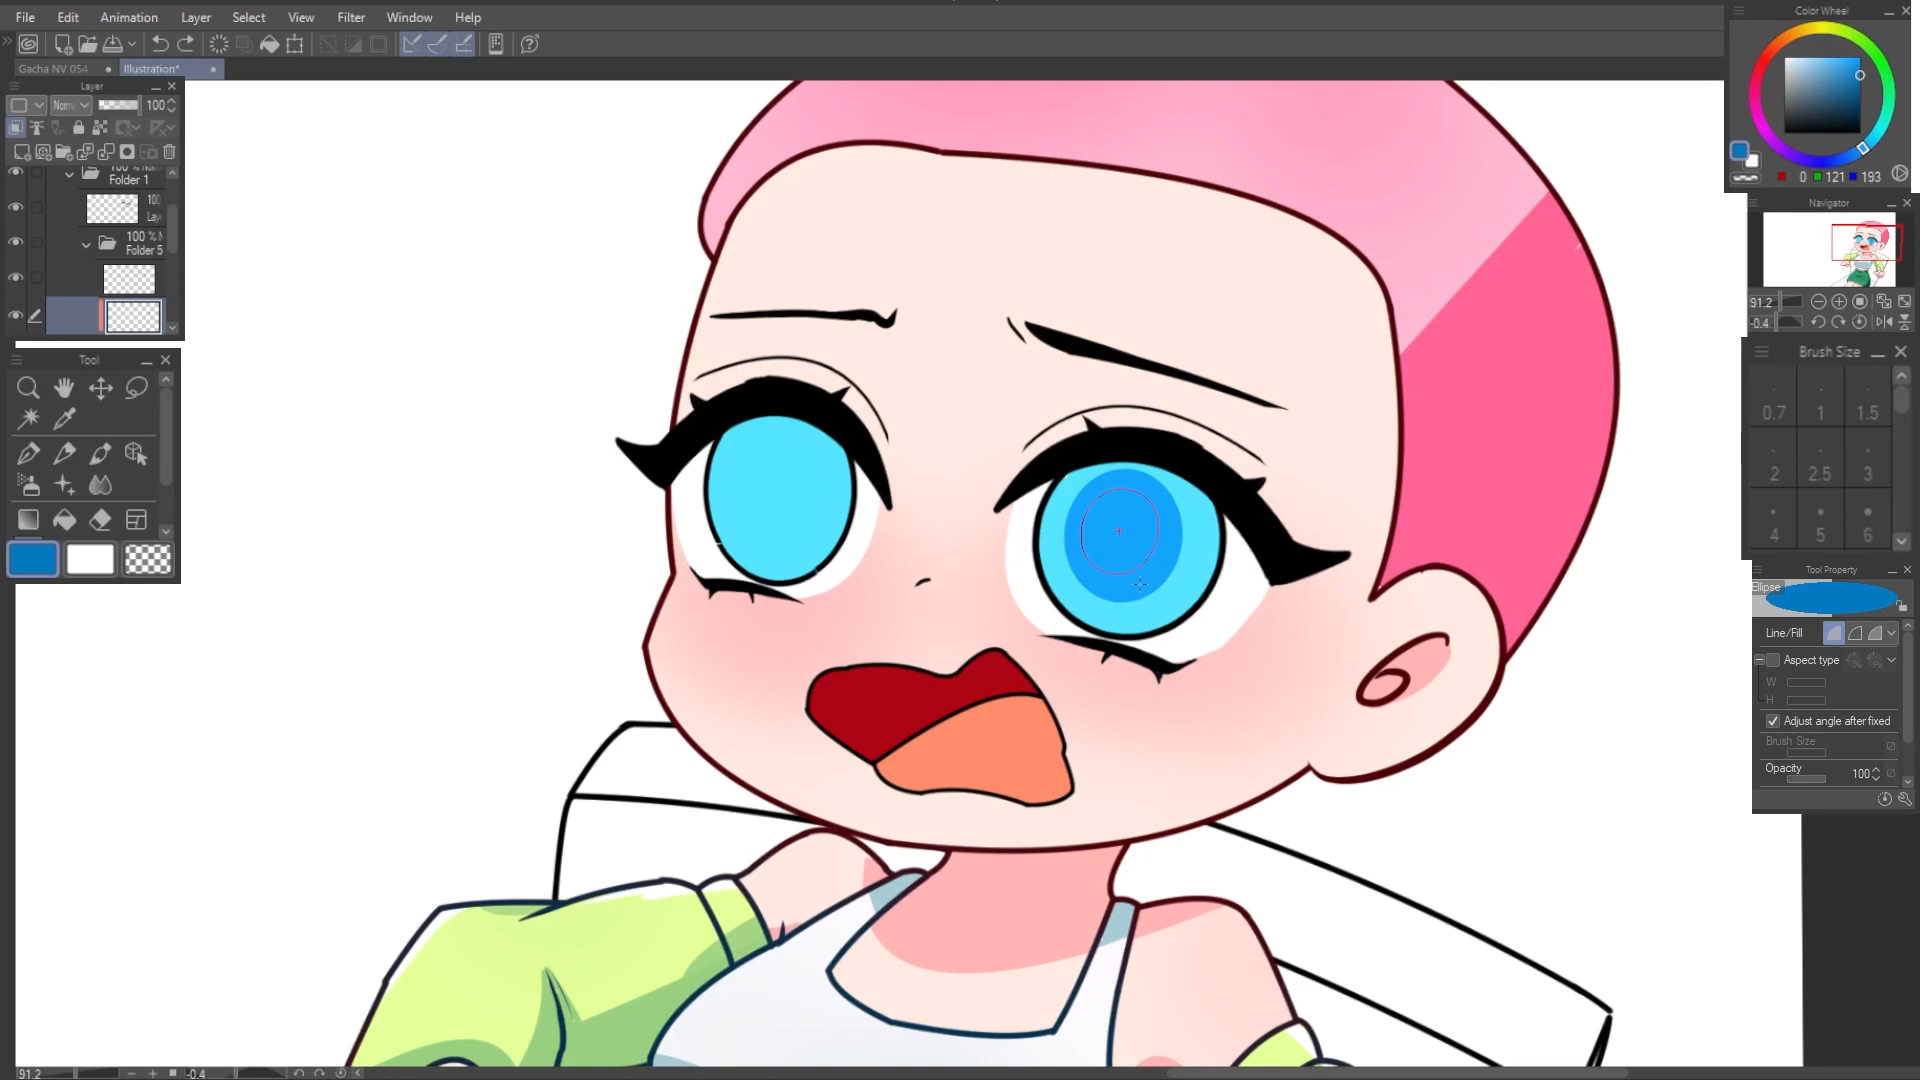 File Edit Animation Layer Select View Filter Window Help
Gacha NV 054 Illustration*
Layer
Norm 100
Folder 1
100
Lay
100 %
Folder 5
Tool
Color Wheel
0 121 193
Navigator
91.2
-0.4
Brush Size
0.7 1 1.5
2 2.5 3
4 5 6
Tool Property
Ellipse
Line/Fill
Aspect type
W
H
Adjust angle after fixed
Brush Size
Opacity 100
91.2 -0.4